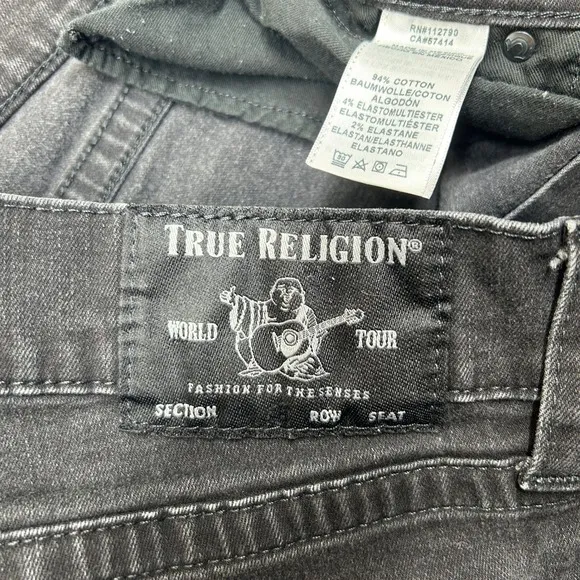 RN#112790
CA#57414
94% COTTON
BAUMWOLLE/COTON
ALGODÓN
4% ELASTOMULTIESTER
ELASTOMULTIÉSTER
2% ELASTANE
ELASTAN/ELASTHANNE
ELASTANO
TRUE RELIGION®
WORLD TOUR
FASHION FOR THE SENSES
SECTION ROW SEAT